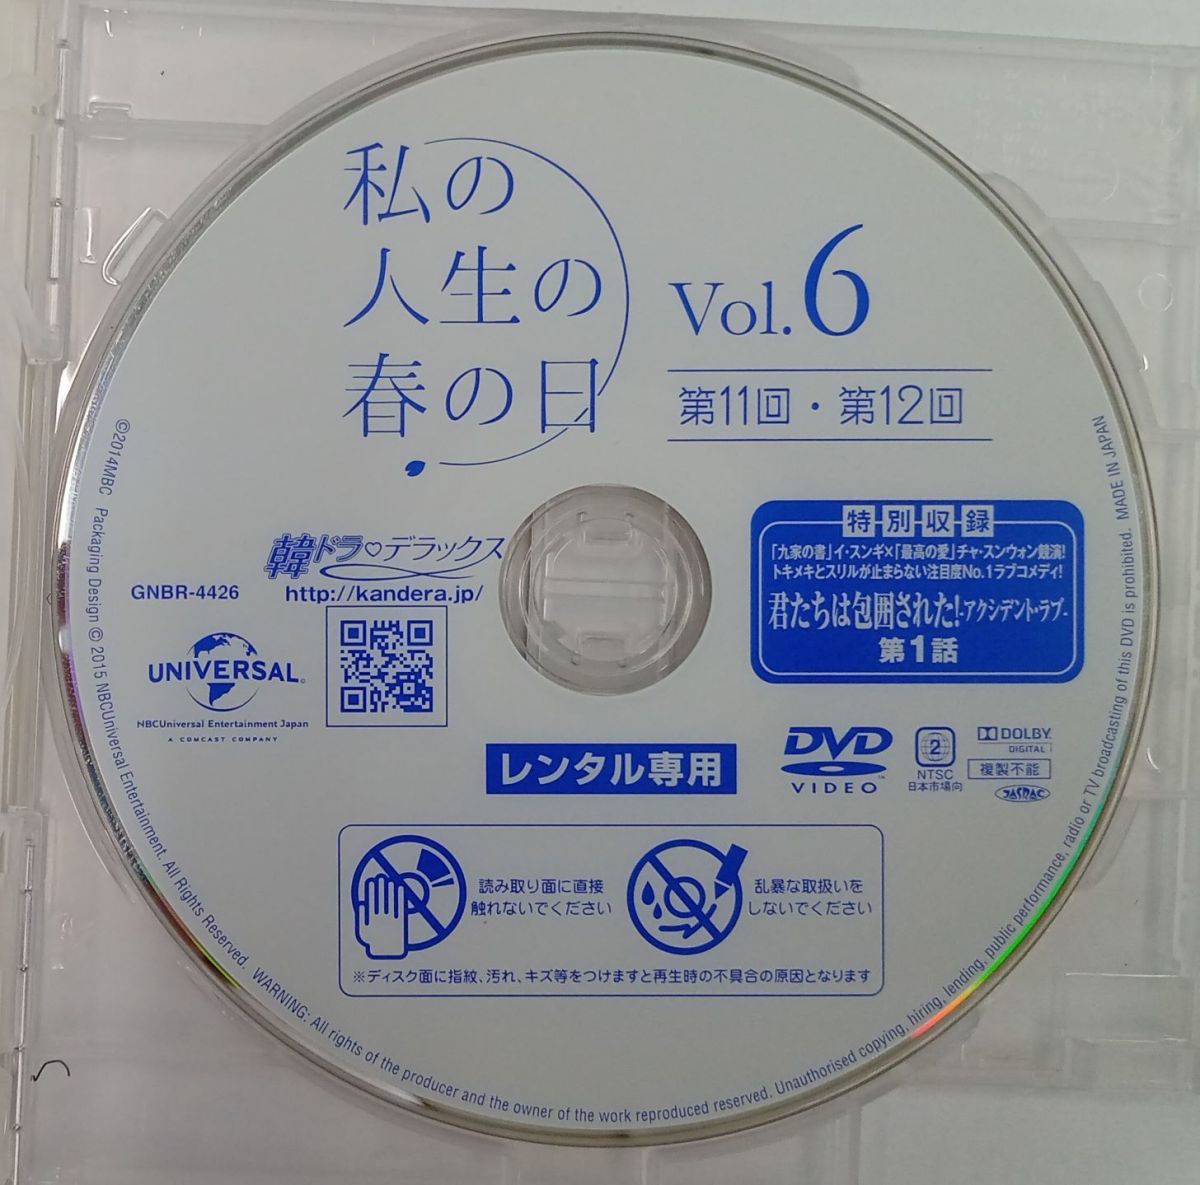 私の
人生の
春の日
Vol.6
第11回・第12回
韓ドラ♡デラックス
http://kandera.jp/
GNBR-4426
UNIVERSAL
NBCUniversal Entertainment Japan
A COMCAST COMPANY
特別収録
「九家の書」イ・スンギ×「最高の愛」チャ・スンウォン競演!
トキメキとスリルが止まらない注目度No.1ラブコメディ!
君たちは包囲された!-アクシデント・ラブ-
第1話
レンタル専用
DVD
VIDEO
2
NTSC
日本市場向
DOLBY
DIGITAL
複製不能
JASRAC
読み取り面に直接
触れないでください
乱暴な取扱いを
しないでください
※ディスク面に指紋、汚れ、キズ等をつけますと再生時の不具合の原因となります
©2014MBC Packaging Design © 2015 NBCUniversal Entertainment. All Rights Reserved. WARNING: All rights of the producer and the owner of the work reproduced reserved. Unauthorised copying, hiring, lending, public performance, radio or TV broadcasting of this DVD is prohibited. MADE IN JAPAN